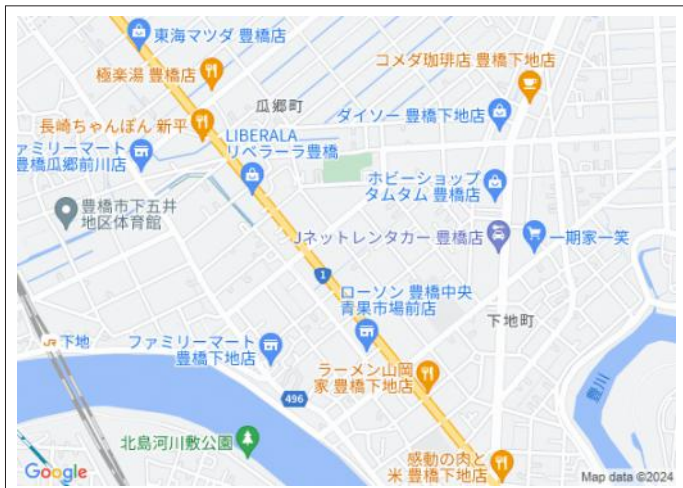 東海マツダ 豊橋店
コメダ珈琲店 豊橋下地店
極楽湯 豊橋店
瓜郷町
ダイソー 豊橋下地店
長崎ちゃんぽん 新平
LIBERALA
リベラーラ豊橋
ファミリーマート
豊橋瓜郷前川店
ホビーショップ
タムタム 豊橋店
豊橋市下五井
地区体育館
Jネットレンタカー 豊橋店
一期家一笑
1
ローソン 豊橋中央
青果市場前店
下地町
JR 下地
ファミリーマート
豊橋下地店
ラーメン山岡
家 豊橋下地店
豊川
496
北島河川敷公園
感動の肉と
米 豊橋下地店
Google
Map data ©2024